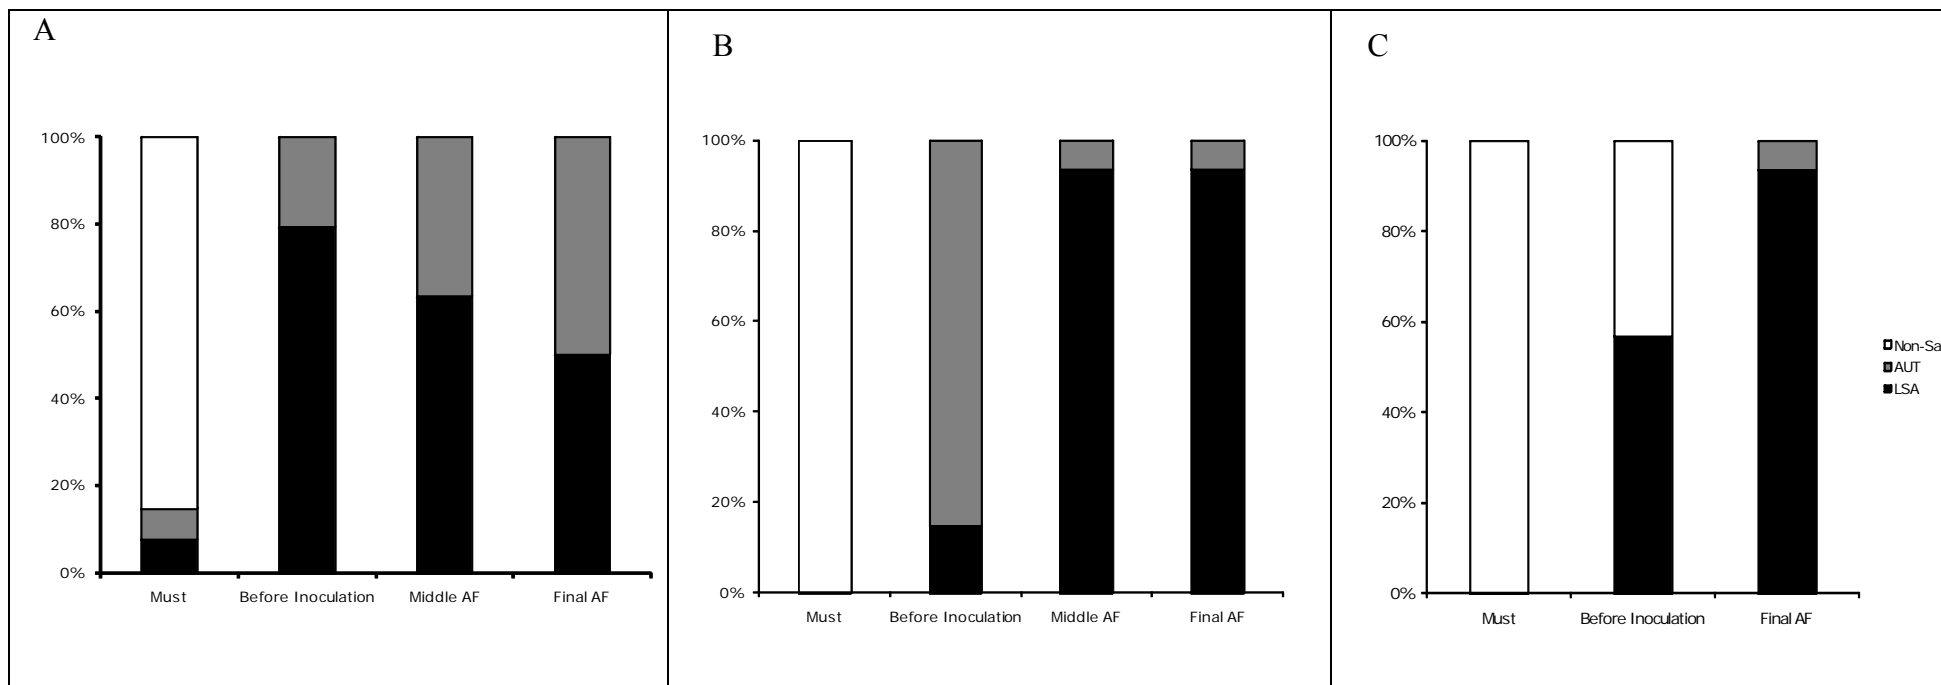 A
100%
80%
60%
40%
20%
0%
Must Before Inoculation Middle AF Final AF
B
100%
80%
60%
40%
20%
0%
Must Before Inoculation Middle AF Final AF
C
100%
80%
60%
40%
20%
0%
Must Before Inoculation Final AF
Non-Sa
AUT
LSA